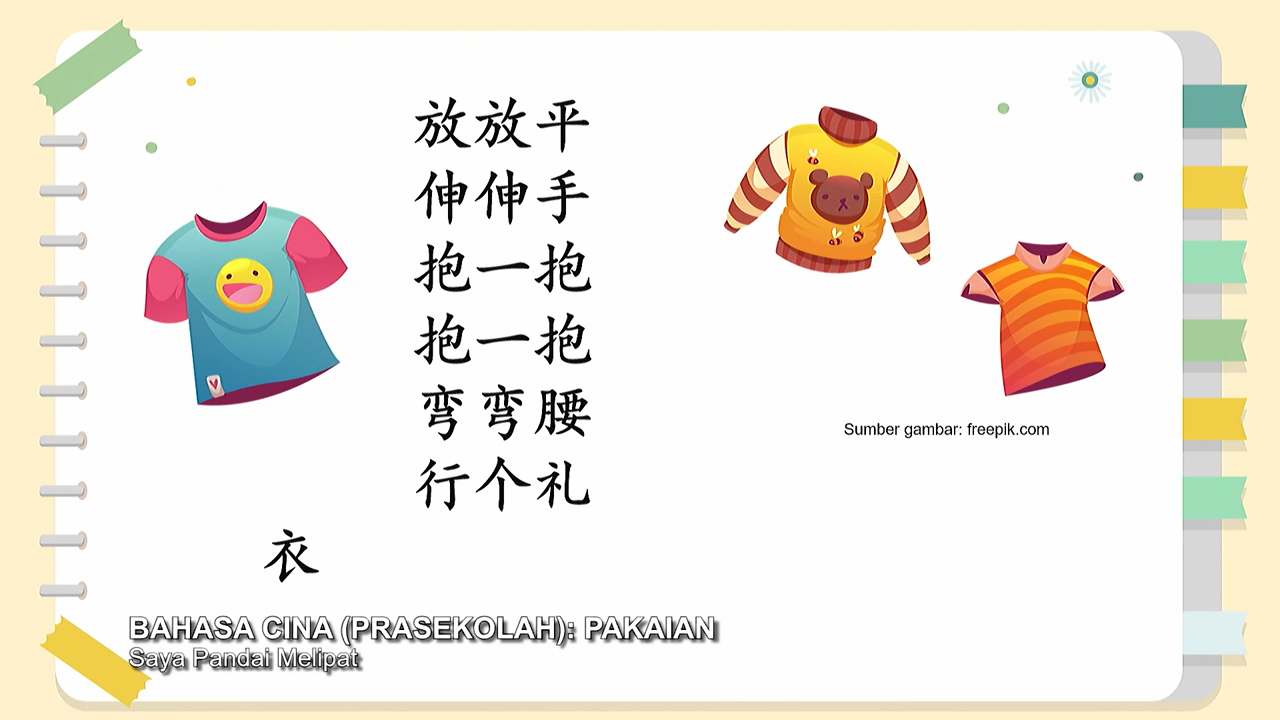 放放平
伸伸手
抱一抱
抱一抱
弯弯腰
行个礼
Sumber gambar: freepik.com
衣
BAHASA CINA (PRASEKOLAH): PAKAIAN
Saya Pandai Melipat